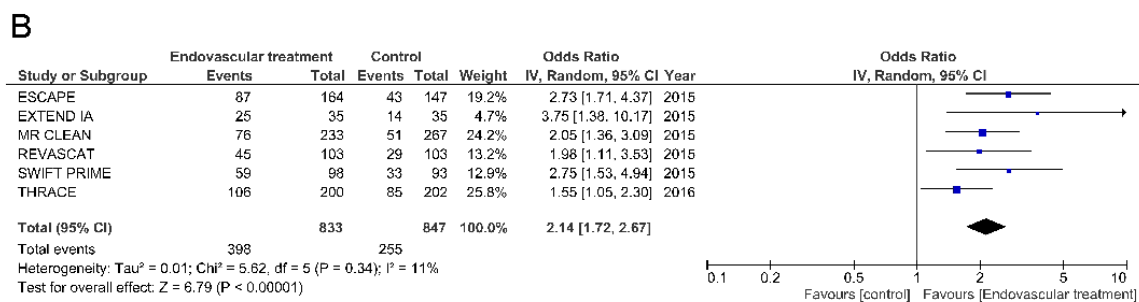 B
Endovascular treatment Control Odds Ratio Odds Ratio
Study or Subgroup Events Total Events Total Weight IV, Random, 95% CI Year IV, Random, 95% CI
ESCAPE 87 164 43 147 19.2% 2.73 [1.71, 4.37] 2015
EXTEND IA 25 35 14 35 4.7% 3.75 [1.38, 10.17] 2015
MR CLEAN 76 233 51 267 24.2% 2.05 [1.36, 3.09] 2015
REVASCAT 45 103 29 103 13.2% 1.98 [1.11, 3.53] 2015
SWIFT PRIME 59 98 33 93 12.9% 2.75 [1.53, 4.94] 2015
THRACE 106 200 85 202 25.8% 1.55 [1.05, 2.30] 2016
Total (95% CI) 833 847 100.0% 2.14 [1.72, 2.67]
Total events 398 255
Heterogeneity: Tau² = 0.01; Chi² = 5.62, df = 5 (P = 0.34); I² = 11%
Test for overall effect: Z = 6.79 (P < 0.00001)
0.1 0.2 0.5 1 2 5 10
Favours [control] Favours [Endovascular treatment]